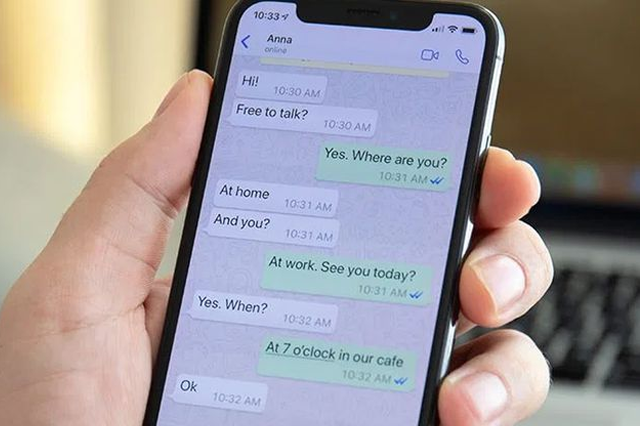 10:33
Anna
online
Hi!
10:30 AM
Free to talk?
10:30 AM
Yes. Where are you?
10:31 AM
At home
10:31 AM
And you?
10:31 AM
At work. See you today?
10:31 AM
Yes. When?
10:32 AM
At 7 o'clock in our cafe
10:32 AM
Ok
10:32 AM